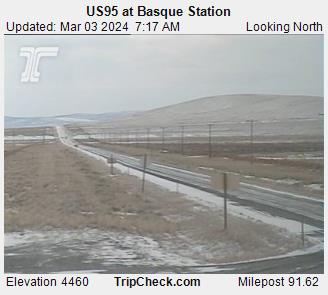 US95 at Basque Station
Updated: Mar 03 2024 7:17 AM Looking North
Elevation 4460 TripCheck.com Milepost 91.62